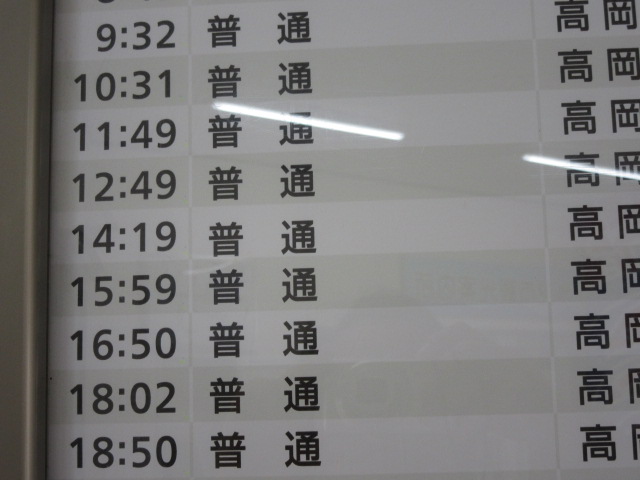 9:32 普通 高岡
10:31 普通 高岡
11:49 普通 高岡
12:49 普通 高岡
14:19 普通 高岡
15:59 普通 高岡
16:50 普通 高岡
18:02 普通 高
18:50 普通 高